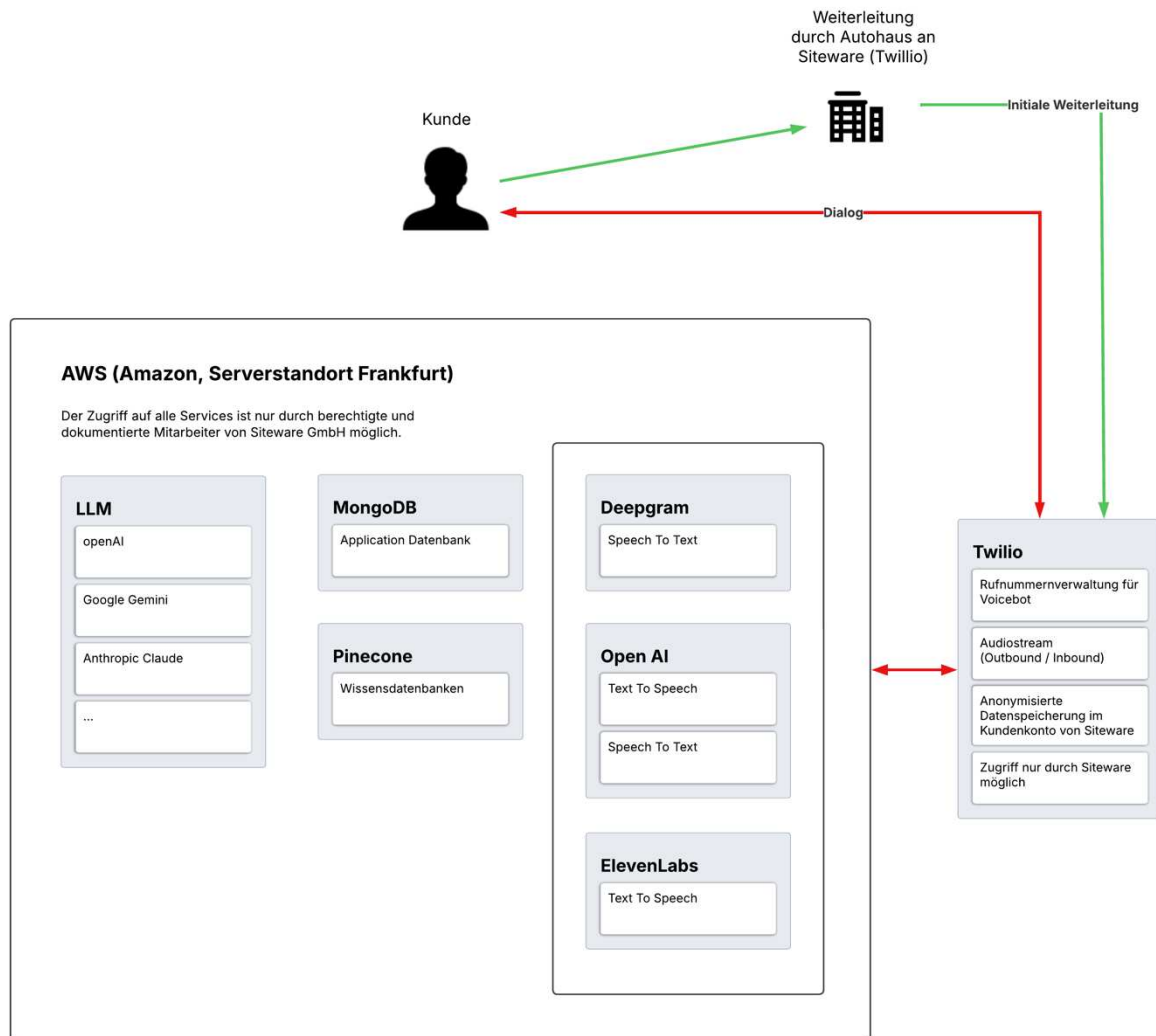 Weiterleitung
durch Autohaus an
Siteware (Twillio)
Initiale Weiterleitung
Kunde
Dialog
AWS (Amazon, Serverstandort Frankfurt)
Der Zugriff auf alle Services ist nur durch berechtigte und
dokumentierte Mitarbeiter von Siteware GmbH möglich.
LLM
openAI
Google Gemini
Anthropic Claude
...
MongoDB
Application Datenbank
Pinecone
Wissensdatenbanken
Deepgram
Speech To Text
Open AI
Text To Speech
Speech To Text
ElevenLabs
Text To Speech
Twilio
Rufnummernverwaltung für
Voicebot
Audiostream
(Outbound / Inbound)
Anonymisierte
Datenspeicherung im
Kundenkonto von Siteware
Zugriff nur durch Siteware
möglich